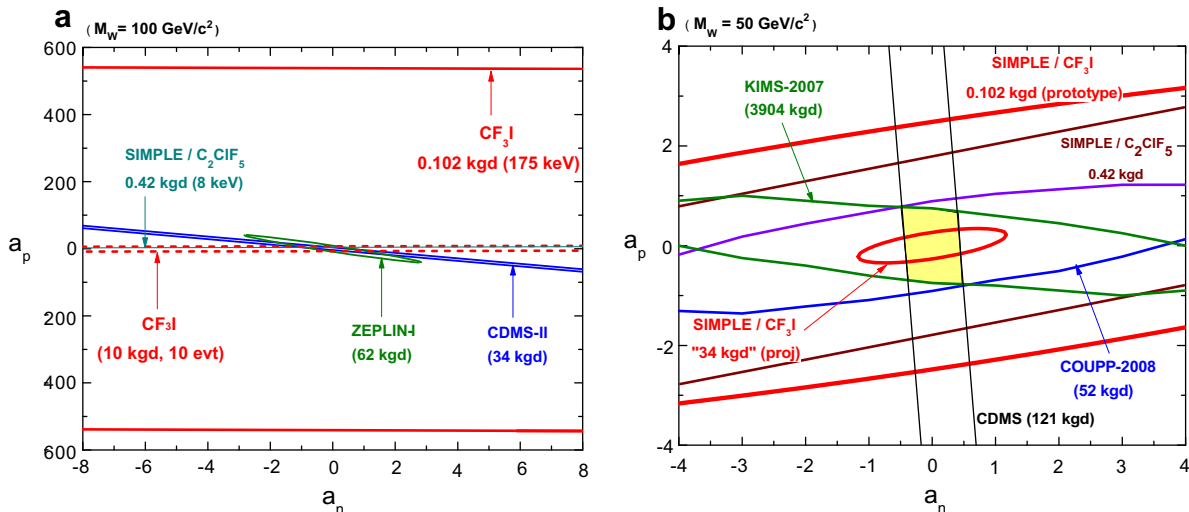 a
( M_W = 100 GeV/c²)
600
400
200
0
200
400
600
-8
-6
-4
-2
0
2
4
6
8
a_p
a_n
CF_3I
0.102 kgd (175 keV)
SIMPLE / C_2ClF_5
0.42 kgd (8 keV)
CF₃I
(10 kgd, 10 evt)
ZEPLIN-I
(62 kgd)
CDMS-II
(34 kgd)
b
( M_W = 50 GeV/c²)
4
2
0
-2
-4
-4
-3
-2
-1
0
1
2
3
4
a_p
a_n
SIMPLE / CF_3I
0.102 kgd (prototype)
KIMS-2007
(3904 kgd)
SIMPLE / C_2ClF_5
0.42 kgd
SIMPLE / CF_3I
"34 kgd" (proj)
COUPP-2008
(52 kgd)
CDMS (121 kgd)